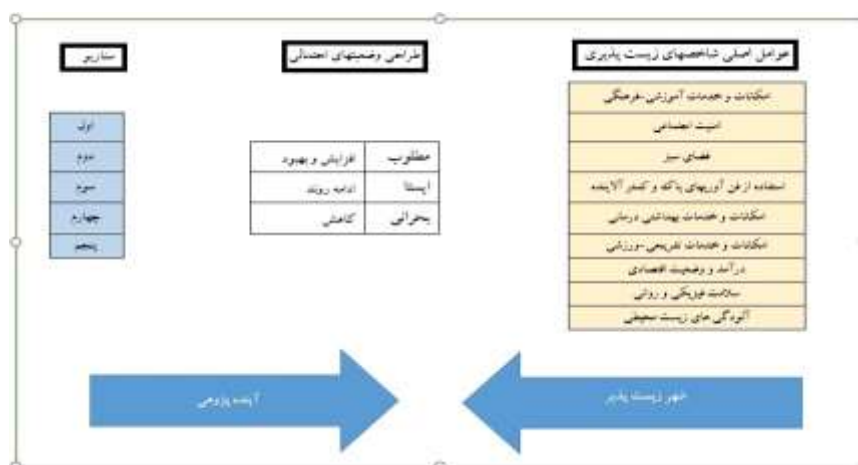 عوامل اصلی شاخصهای زیست پذیری
امکانات و خدمات آموزشی-فرهنگی
امنیت اجتماعی
فضای سبز
استفاده از فن آوریهای پاک و کمتر آلاینده
امکانات و خدمات بهداشتی درمانی
امکانات و خدمات تفریحی-ورزشی
درآمد و وضعیت اقتصادی
سلامت فیزیکی و روانی
آلودگی های زیست محیطی
طراحی وضعیتهای احتمالی
مطلوب افزایش و بهبود
ایستا ادامه روند
بحرانی کاهش
سناریو
اول
دوم
سوم
چهارم
پنجم
شهر زیست پذیر
آینده پژوهی